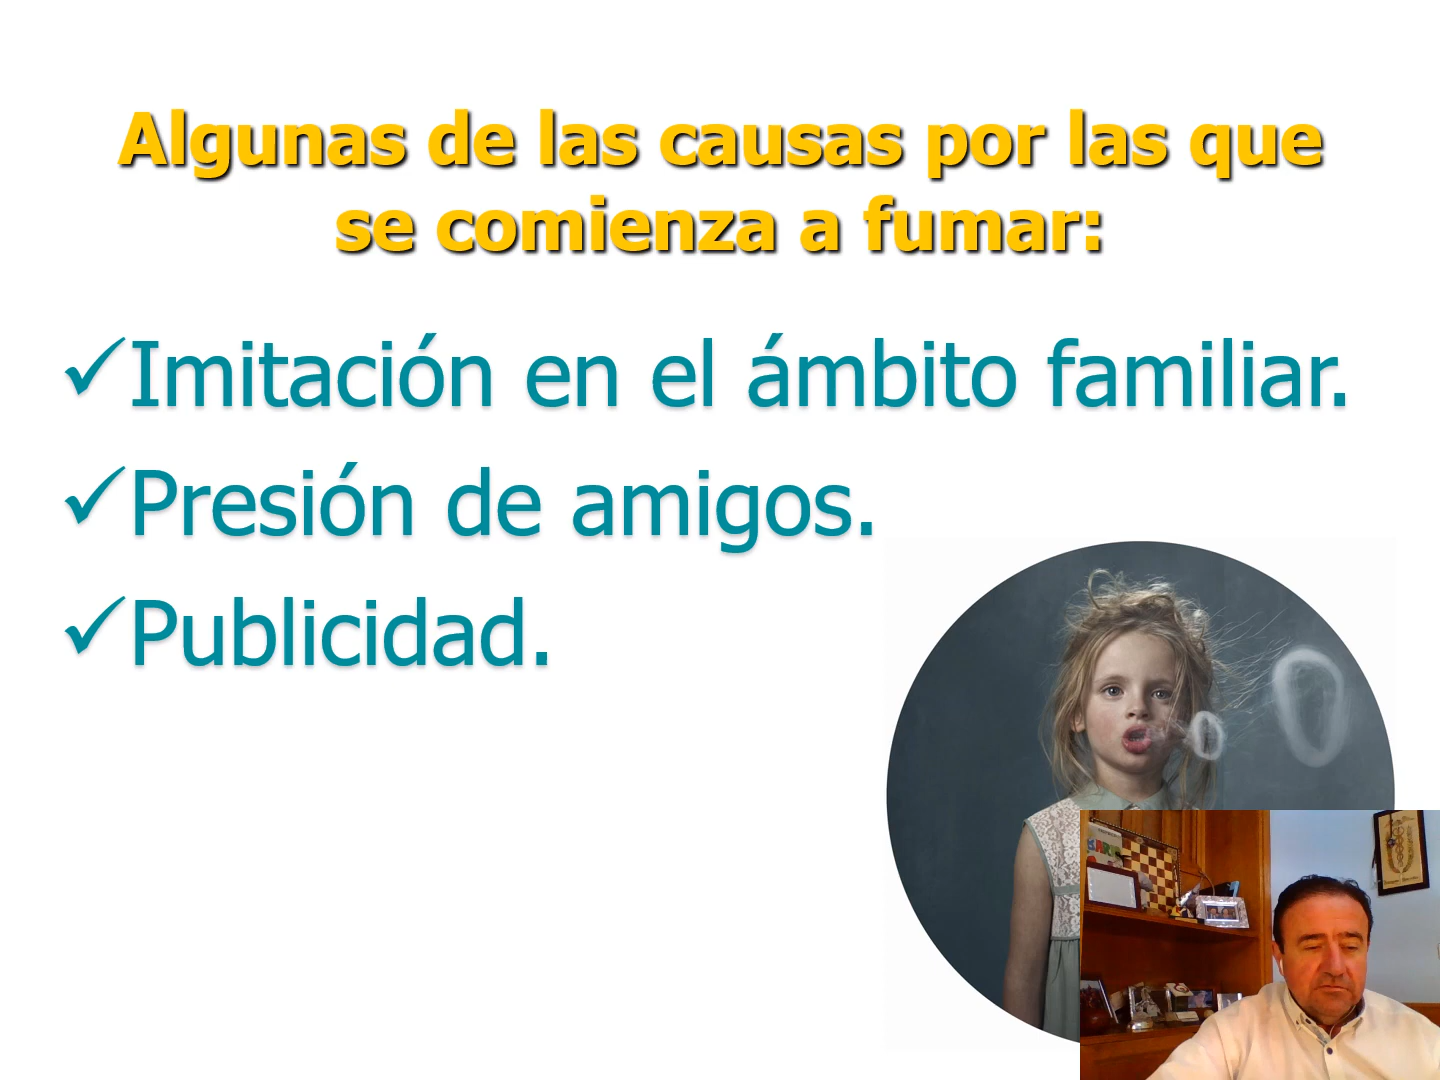 Algunas de las causas por las que
se comienza a fumar:
✓Imitación en el ámbito familiar.
✓Presión de amigos.
✓Publicidad.